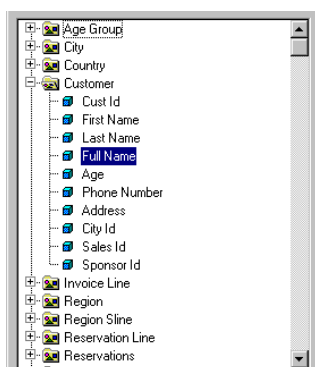 Age Group
City
Country
Customer
Cust Id
First Name
Last Name
Full Name
Age
Phone Number
Address
City Id
Sales Id
Sponsor Id
Invoice Line
Region
Region Sline
Reservation Line
Reservations